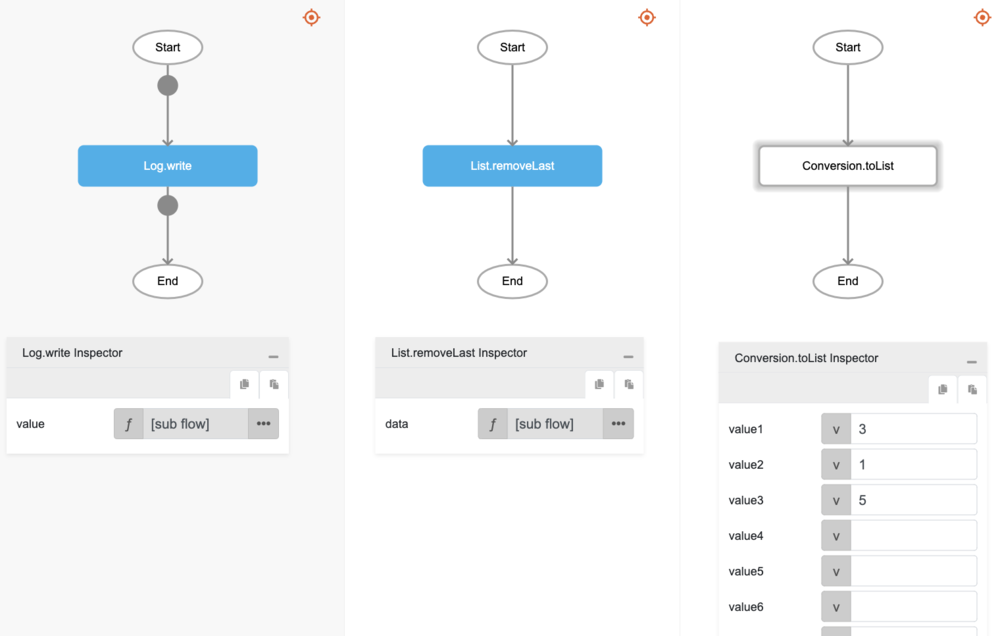 Start
Log.write
End
Log.write Inspector
value
f
[sub flow]
•••
Start
List.removeLast
End
List.removeLast Inspector
data
f
[sub flow]
•••
Start
Conversion.toList
End
Conversion.toList Inspector
value1 v 3
value2 v 1
value3 v 5
value4 v
value5 v
value6 v